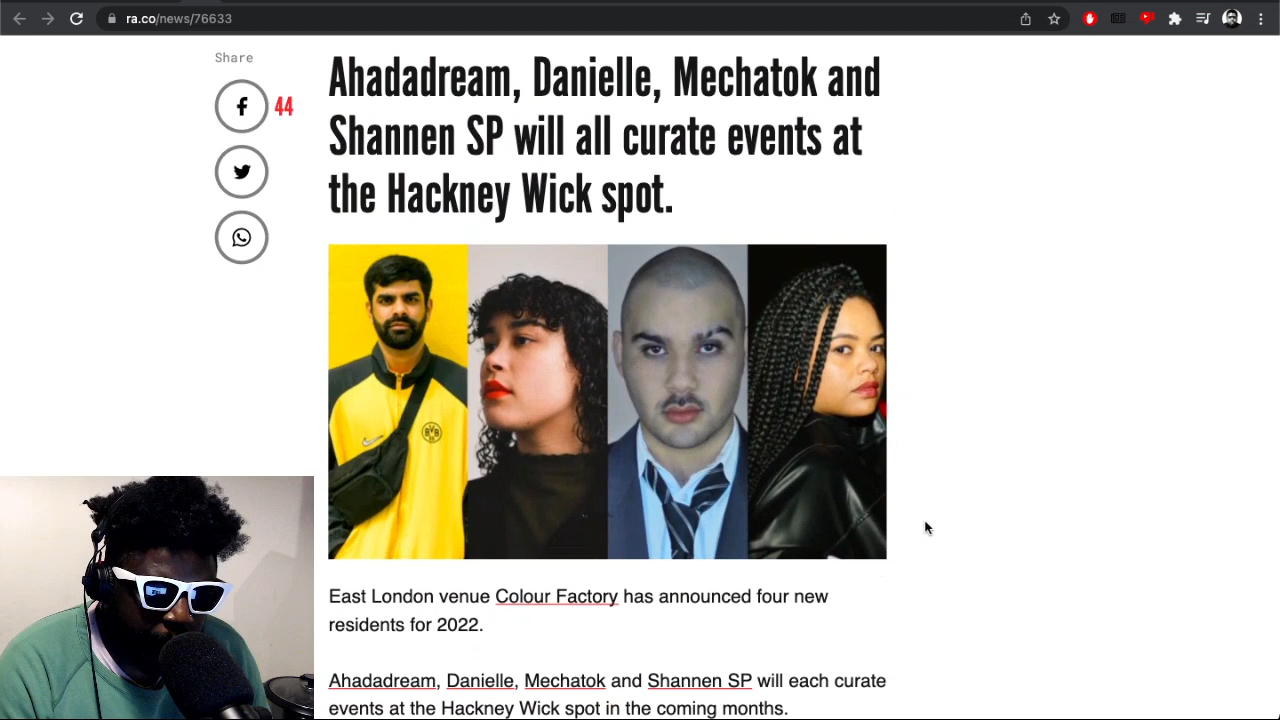 ra.co/news/76633
Share
44
Ahadadream, Danielle, Mechatok and
Shannen SP will all curate events at
the Hackney Wick spot.
BVB
09
East London venue Colour Factory has announced four new
residents for 2022.
Ahadadream, Danielle, Mechatok and Shannen SP will each curate
events at the Hackney Wick spot in the coming months.